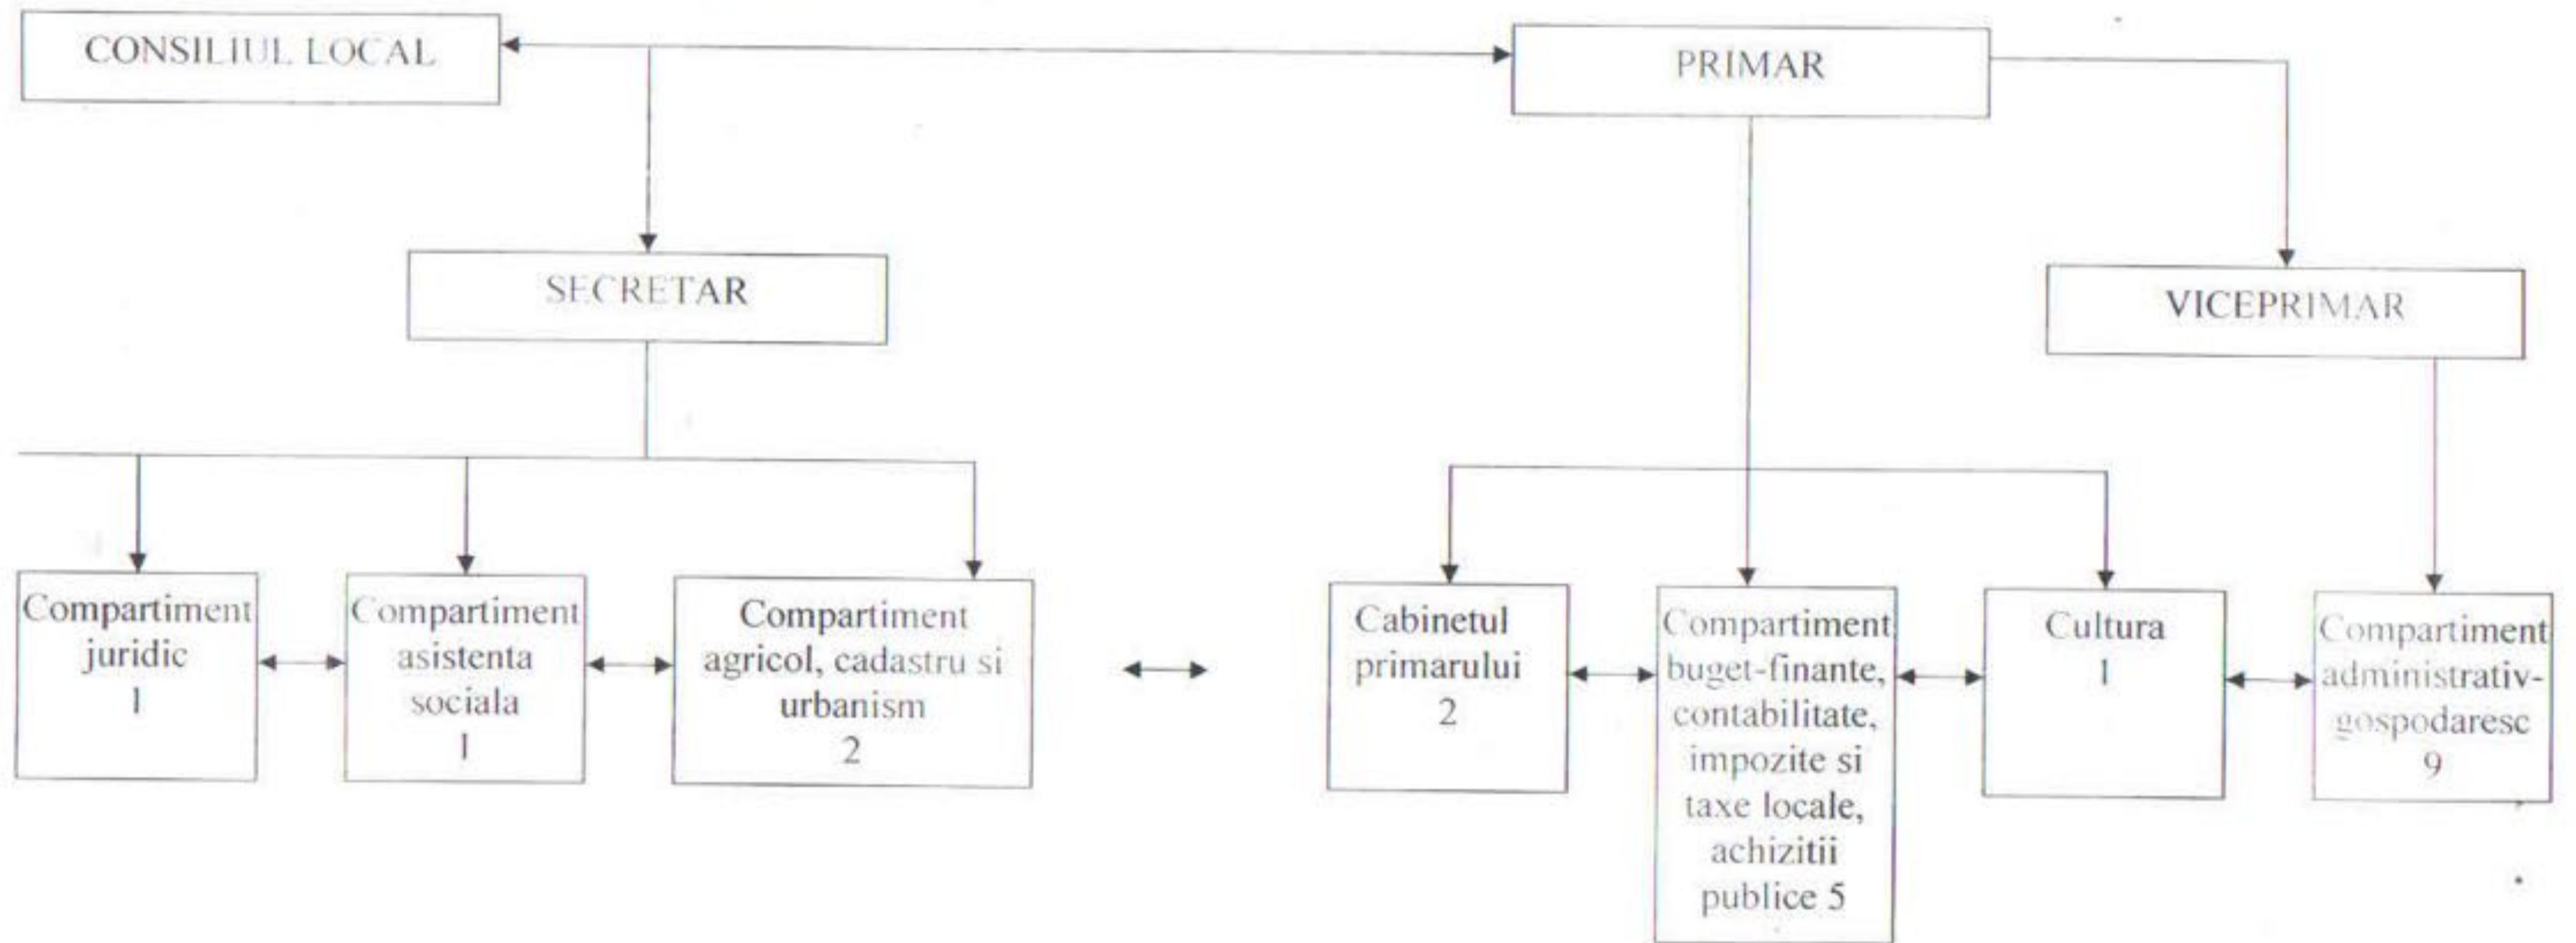 CONSILIUL LOCAL
PRIMAR
SECRETAR
VICEPRIMAR
Compartiment
juridic
1
Compartiment
asistenta
sociala
1
Compartiment
agricol, cadastru si
urbanism
2
Cabinetul
primarului
2
Compartiment
buget-finante,
contabilitate,
impozite si
taxe locale,
achizitii
publice 5
Cultura
1
Compartiment
administrativ-
gospodaresc
9